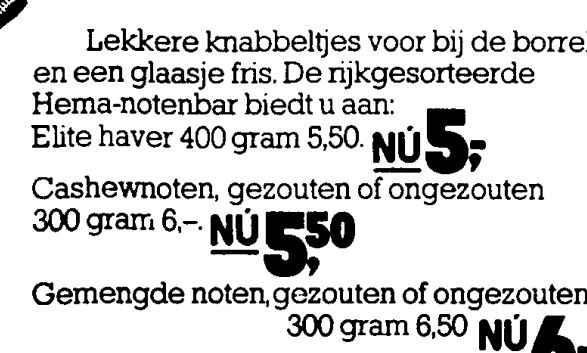 Lekkere knabbeltjes voor bij de borrel
en een glaasje fris. De rijkgesorteerde
Hema-notenbar biedt u aan:
Elite haver 400 gram 5,50. NÚ 5,-
Cashewnoten, gezouten of ongezouten
300 gram 6,-. NÚ 5,50
Gemengde noten, gezouten of ongezouten
300 gram 6,50 NÚ 6,-